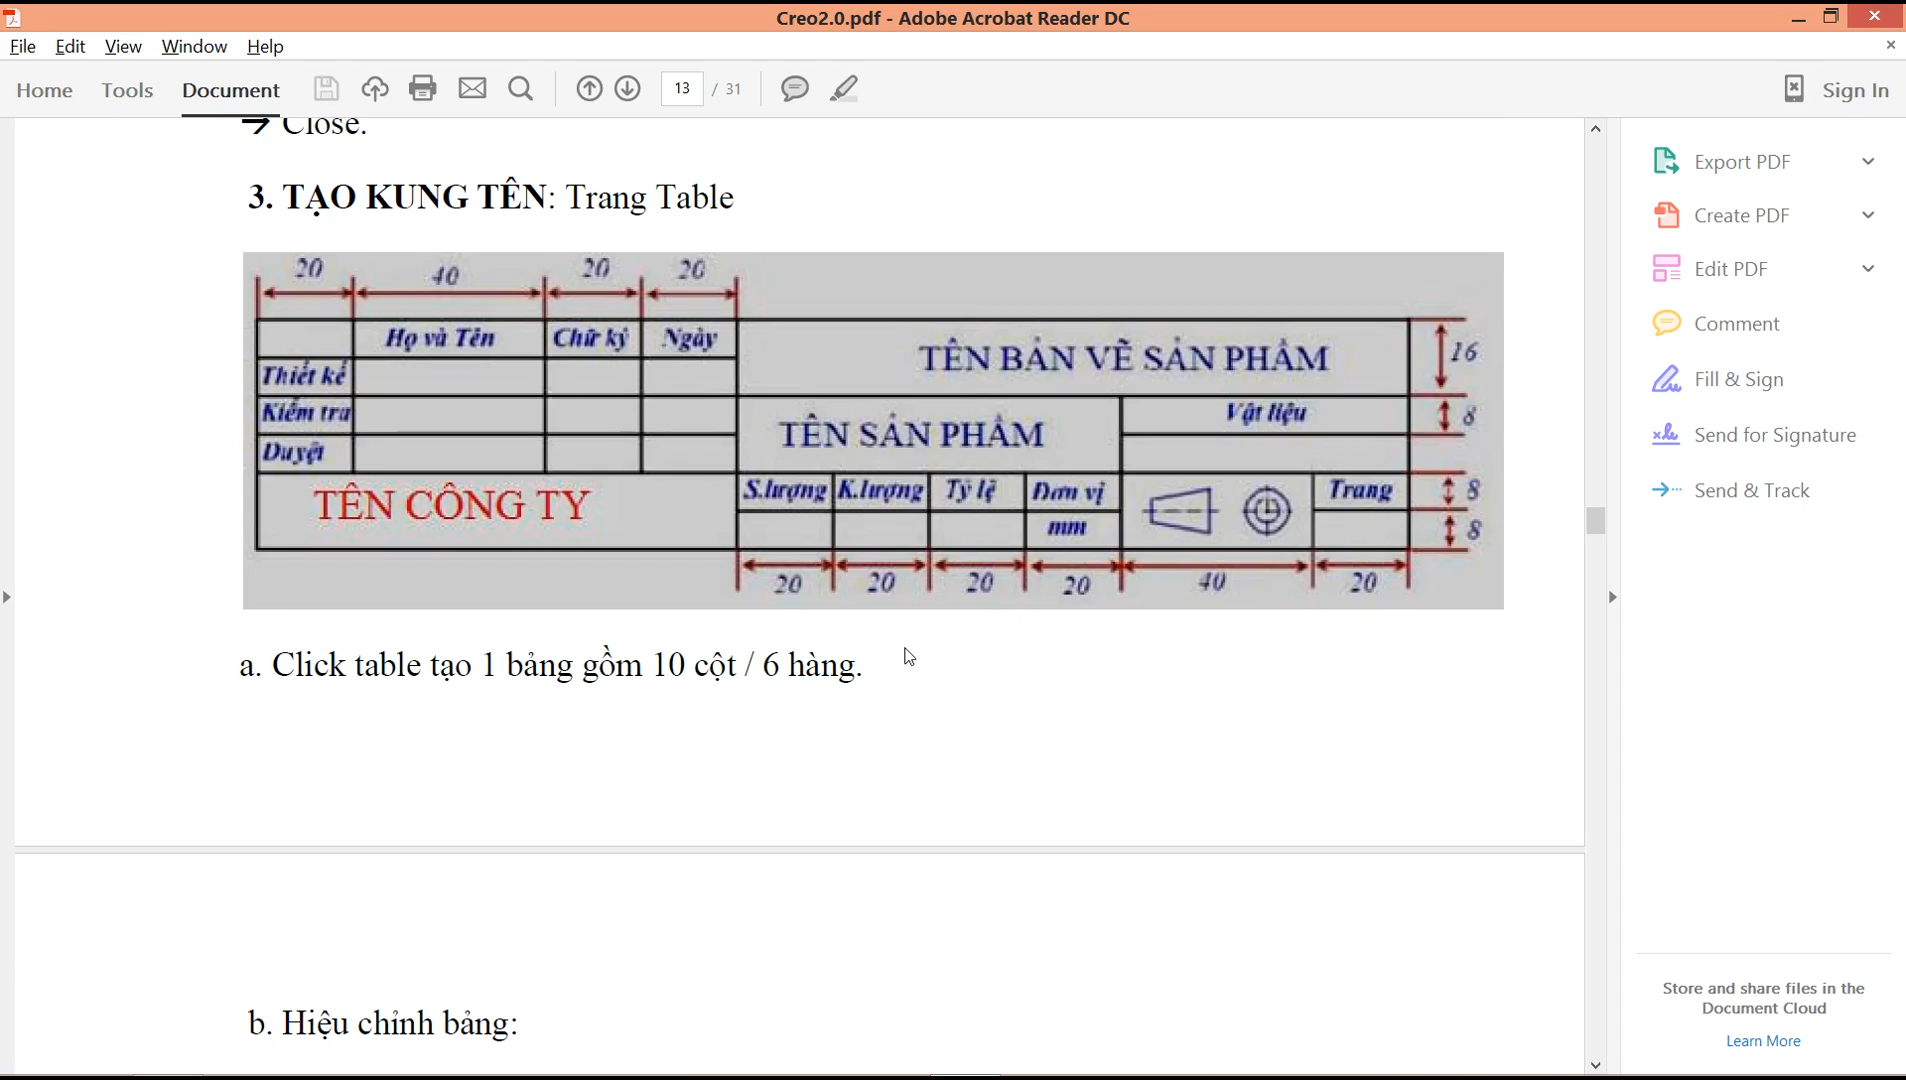 Creo2.0.pdf - Adobe Acrobat Reader DC
File Edit View Window Help
Home Tools Document 13 / 31 Sign In
→ Close.
3. TẠO KUNG TÊN: Trang Table
20 40 20 20
Họ và Tên Chữ ký Ngày
TÊN BẢN VẼ SẢN PHẨM
16
Thiết kế
Kiểm tra
TÊN SẢN PHẨM
Vật liệu
8
Duyệt
TÊN CÔNG TY
S.lượng K.lượng Tỷ lệ Đơn vị Trang
8
mm
8
20 20 20 20 40 20
a. Click table tạo 1 bảng gồm 10 cột / 6 hàng.
b. Hiệu chỉnh bảng:
Export PDF
Create PDF
Edit PDF
Comment
Fill & Sign
Send for Signature
Send & Track
Store and share files in the
Document Cloud
Learn More